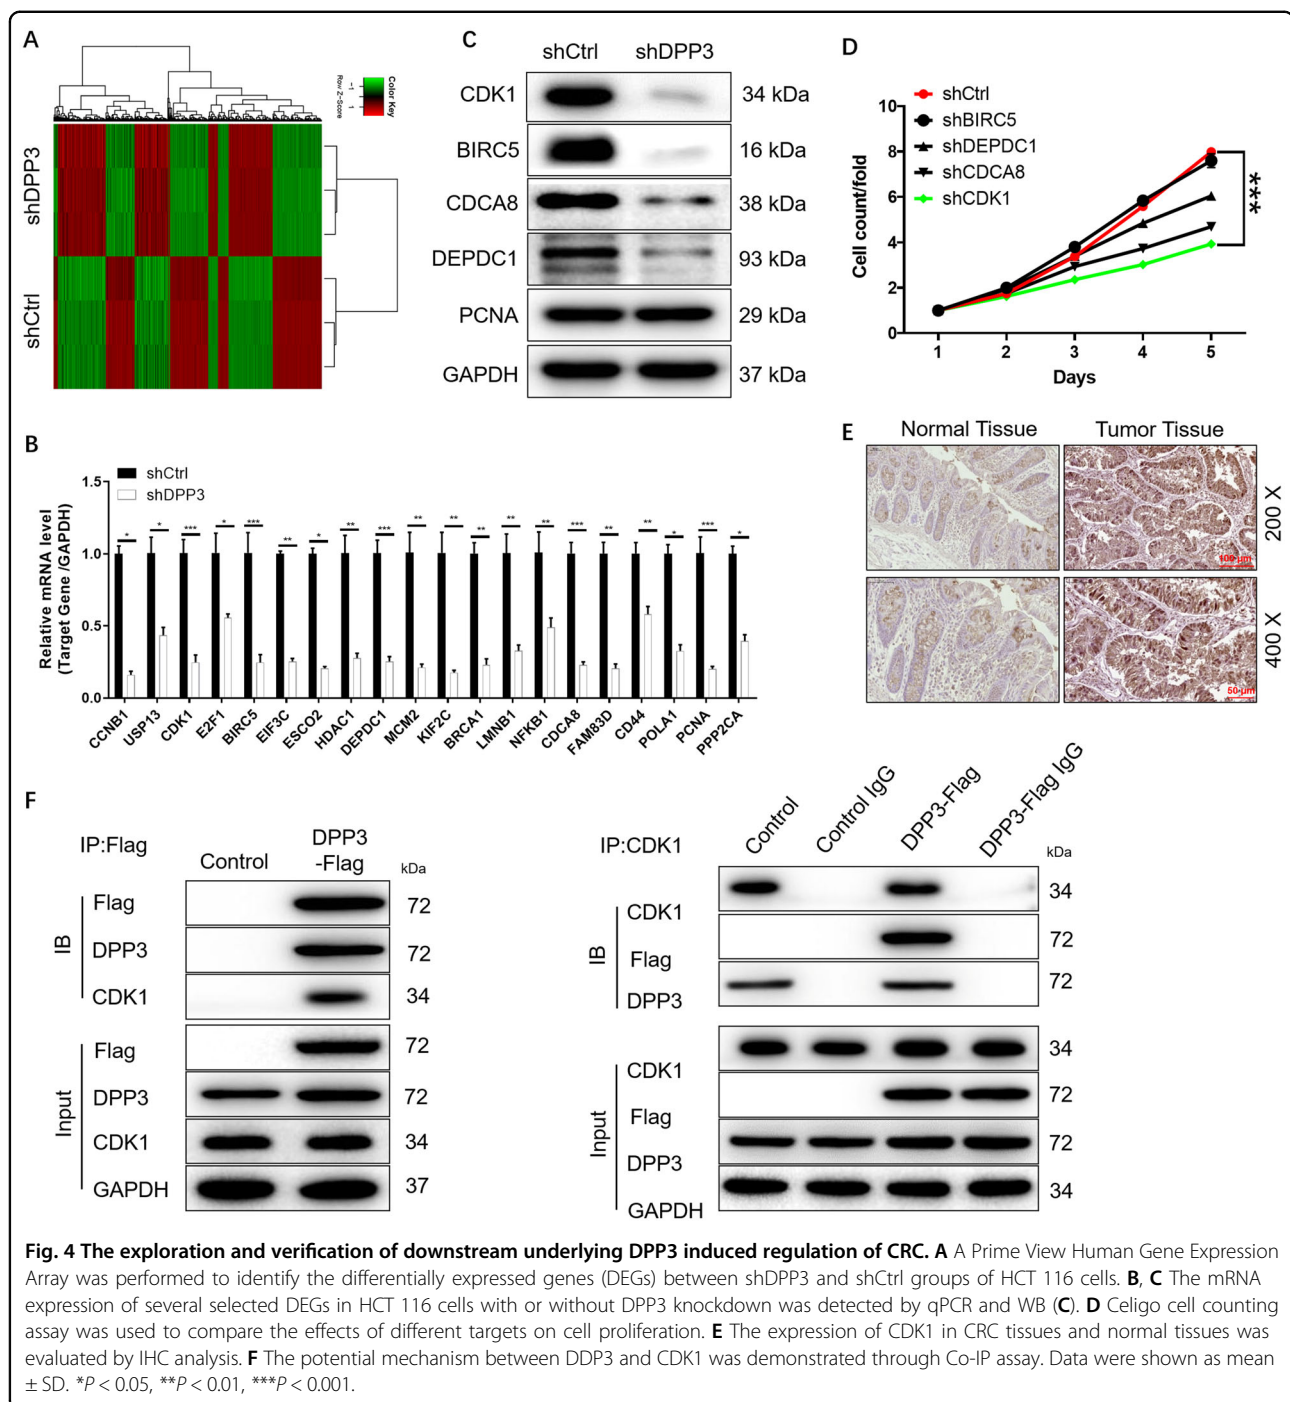 A
Color Key
-1 1
Row Z-Score
shDPP3
shCtrl
C
shCtrl shDPP3
CDK1 34 kDa
BIRC5 16 kDa
CDCA8 38 kDa
DEPDC1 93 kDa
PCNA 29 kDa
GAPDH 37 kDa
D
shCtrl
shBIRC5
shDEPDC1
shCDCA8
shCDK1
Cell count/fold
10
8
6
4
2
0
1 2 3 4 5
Days
***
B
shCtrl
shDPP3
Relative mRNA level
(Target Gene /GAPDH)
1.5
1.0
0.5
0.0
* * *** * *** ** * ** *** ** ** ** ** ** *** ** ** * *** *
CCNB1 USP13 CDK1 E2F1 BIRC5 EIF3C ESCO2 HDAC1 DEPDC1 MCM2 KIF2C BRCA1 LMNB1 NFKB1 CDCA8 FAM83D CD44 POLA1 PCNA PPP2CA
E
Normal Tissue Tumor Tissue
200 X
100 μm
400 X
50 μm
F
IP:Flag Control DPP3
-Flag kDa
IB
Flag 72
DPP3 72
CDK1 34
Input
Flag 72
DPP3 72
CDK1 34
GAPDH 37
IP:CDK1 Control Control IgG DPP3-Flag DPP3-Flag IgG kDa
IB
CDK1 34
Flag 72
DPP3 72
Input
CDK1 34
Flag 72
DPP3 72
GAPDH 34
Fig. 4 The exploration and verification of downstream underlying DPP3 induced regulation of CRC. A A Prime View Human Gene Expression
Array was performed to identify the differentially expressed genes (DEGs) between shDPP3 and shCtrl groups of HCT 116 cells. B, C The mRNA
expression of several selected DEGs in HCT 116 cells with or without DPP3 knockdown was detected by qPCR and WB (C). D Celigo cell counting
assay was used to compare the effects of different targets on cell proliferation. E The expression of CDK1 in CRC tissues and normal tissues was
evaluated by IHC analysis. F The potential mechanism between DDP3 and CDK1 was demonstrated through Co-IP assay. Data were shown as mean
± SD. *P < 0.05, **P < 0.01, ***P < 0.001.